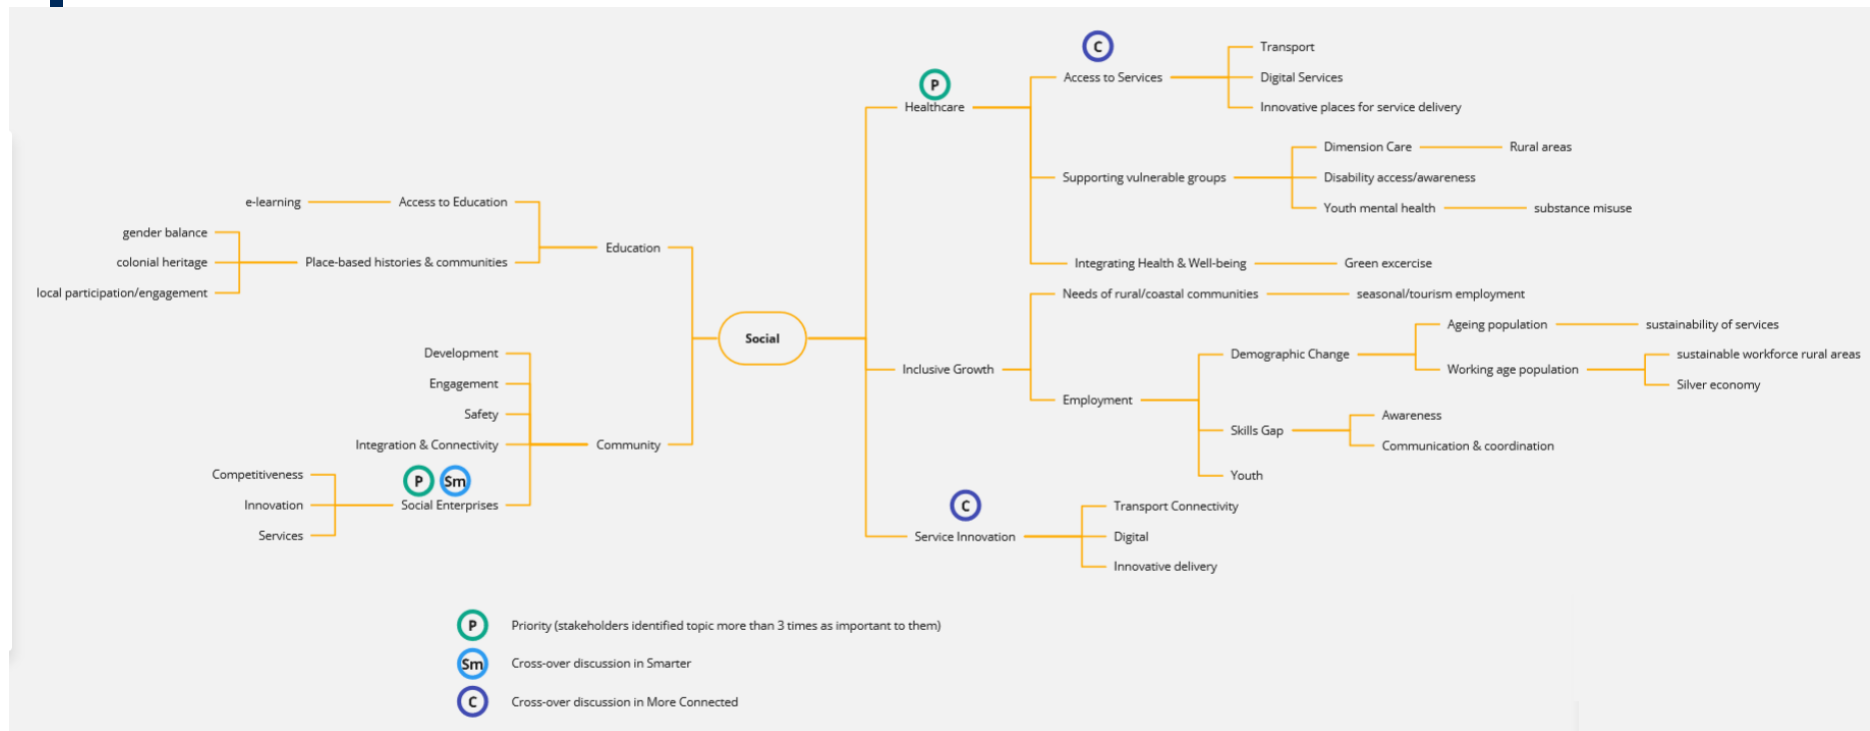 C
Transport
P
Access to Services
Digital Services
Healthcare
Innovative places for service delivery
Dimension Care
Rural areas
Supporting vulnerable groups
Disability access/awareness
Youth mental health
substance misuse
Integrating Health & Well-being
Green excercise
e-learning
Access to Education
gender balance
Education
colonial heritage
Place-based histories & communities
local participation/engagement
Social
Needs of rural/coastal communities
seasonal/tourism employment
Ageing population
sustainability of services
Demographic Change
sustainable workforce rural areas
Inclusive Growth
Working age population
Silver economy
Employment
Awareness
Skills Gap
Communication & coordination
Youth
Development
Engagement
Safety
Integration & Connectivity
Community
Competitiveness
P
Sm
Innovation
Social Enterprises
Services
C
Transport Connectivity
Service Innovation
Digital
Innovative delivery
P
Priority (stakeholders identified topic more than 3 times as important to them)
Sm
Cross-over discussion in Smarter
C
Cross-over discussion in More Connected